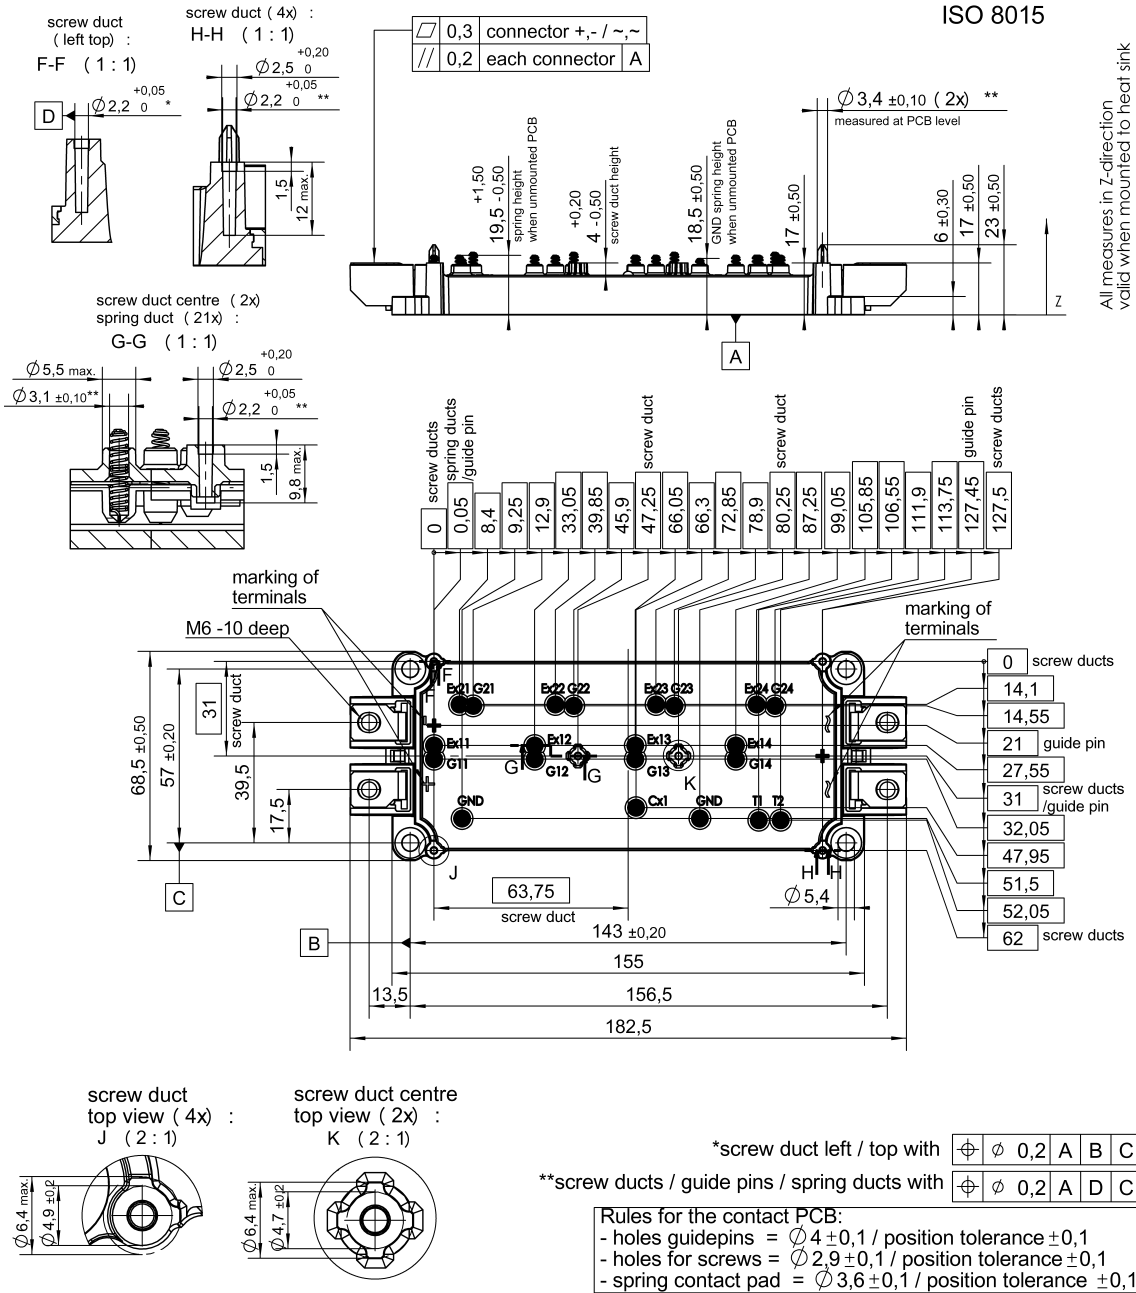 ISO 8015
screw duct
( left top) :
F-F ( 1 : 1 )
D
∅2,2 +0,05 0 *
screw duct ( 4x) :
H-H ( 1 : 1)
∅2,5 +0,20 0
∅2,2 +0,05 0 **
1,5
12 max.
0,3 connector +,- / ~,~
// 0,2 each connector A
∅3,4 ±0,10 ( 2x) **
measured at PCB level
19,5 +1,50 -0,50
spring height
when unmounted PCB
4 +0,20 -0,50
screw duct height
18,5 ±0,50
GND spring height
when unmounted PCB
17 ±0,50
6 ±0,30
17 ±0,50
23 ±0,50
Z
A
All measures in Z-direction
valid when mounted to heat sink
screw duct centre ( 2x)
spring duct ( 21x) :
G-G ( 1 : 1)
∅5,5 max.
∅3,1 ±0,10**
∅2,5 +0,20 0
∅2,2 +0,05 0 **
1,5
9,8 max.
screw ducts
spring ducts
/guide pin
screw duct
screw duct
guide pin
screw ducts
0
0,05
8,4
9,25
12,9
33,05
39,85
45,9
47,25
66,05
66,3
72,85
78,9
80,25
87,25
99,05
105,85
106,55
111,9
113,75
127,45
127,5
marking of
terminals
M6 -10 deep
marking of
terminals
F
F
Ex21 G21
Ex22 G22
Ex23 G23
Ex24 G24
Ex11
G11
Ex12
G12
Ex13
G13
Ex14
G14
G
G
K
GND
Cx1
GND
T1 T2
J
H H
68,5 ±0,50
57 ±0,20
31
screw duct
39,5
17,5
C
B
0 screw ducts
14,1
14,55
21 guide pin
27,55
31 screw ducts
/guide pin
32,05
47,95
51,5
52,05
62 screw ducts
∅5,4
63,75
screw duct
143 ±0,20
155
13,5
156,5
182,5
screw duct
top view ( 4x) :
J ( 2 : 1)
∅6,4 max.
∅4,9 ±0,2
screw duct centre
top view ( 2x) :
K ( 2 : 1)
∅6,4 max.
∅4,7 ±0,2
*screw duct left / top with ⌖ ∅ 0,2 A B C
**screw ducts / guide pins / spring ducts with ⌖ ∅ 0,2 A D C
Rules for the contact PCB:
- holes guidepins = ∅4±0,1 / position tolerance±0,1
- holes for screws = ∅2,9±0,1 / position tolerance±0,1
- spring contact pad = ∅3,6±0,1 / position tolerance ±0,1